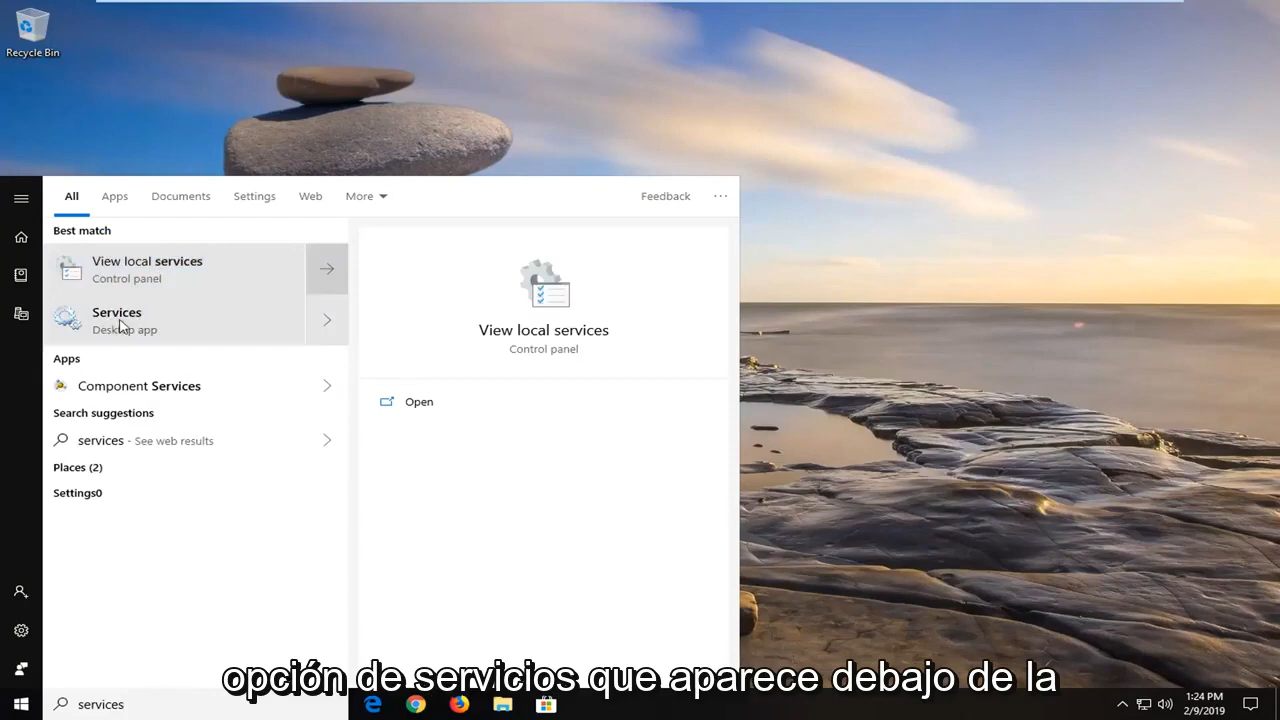 Recycle Bin
All Apps Documents Settings Web More Feedback ...
Best match
View local services
Control panel
Services
Desktop app
Apps
Component Services
Search suggestions
services - See web results
Places (2)
Settings0
View local services
Control panel
Open
opción de servicios que aparece debajo de la
services
1:24 PM
2/9/2019